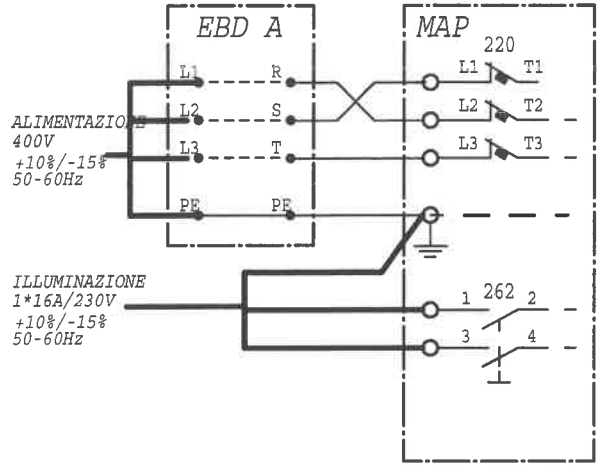 EBD A
MAP
220
L1 R L1 T1
L2 S L2 T2
ALIMENTAZIONE
400V
L3 T L3 T3
+10%/-15%
50-60Hz
PE PE
ILLUMINAZIONE
1*16A/230V
1 262 2
+10%/-15%
50-60Hz
3 4